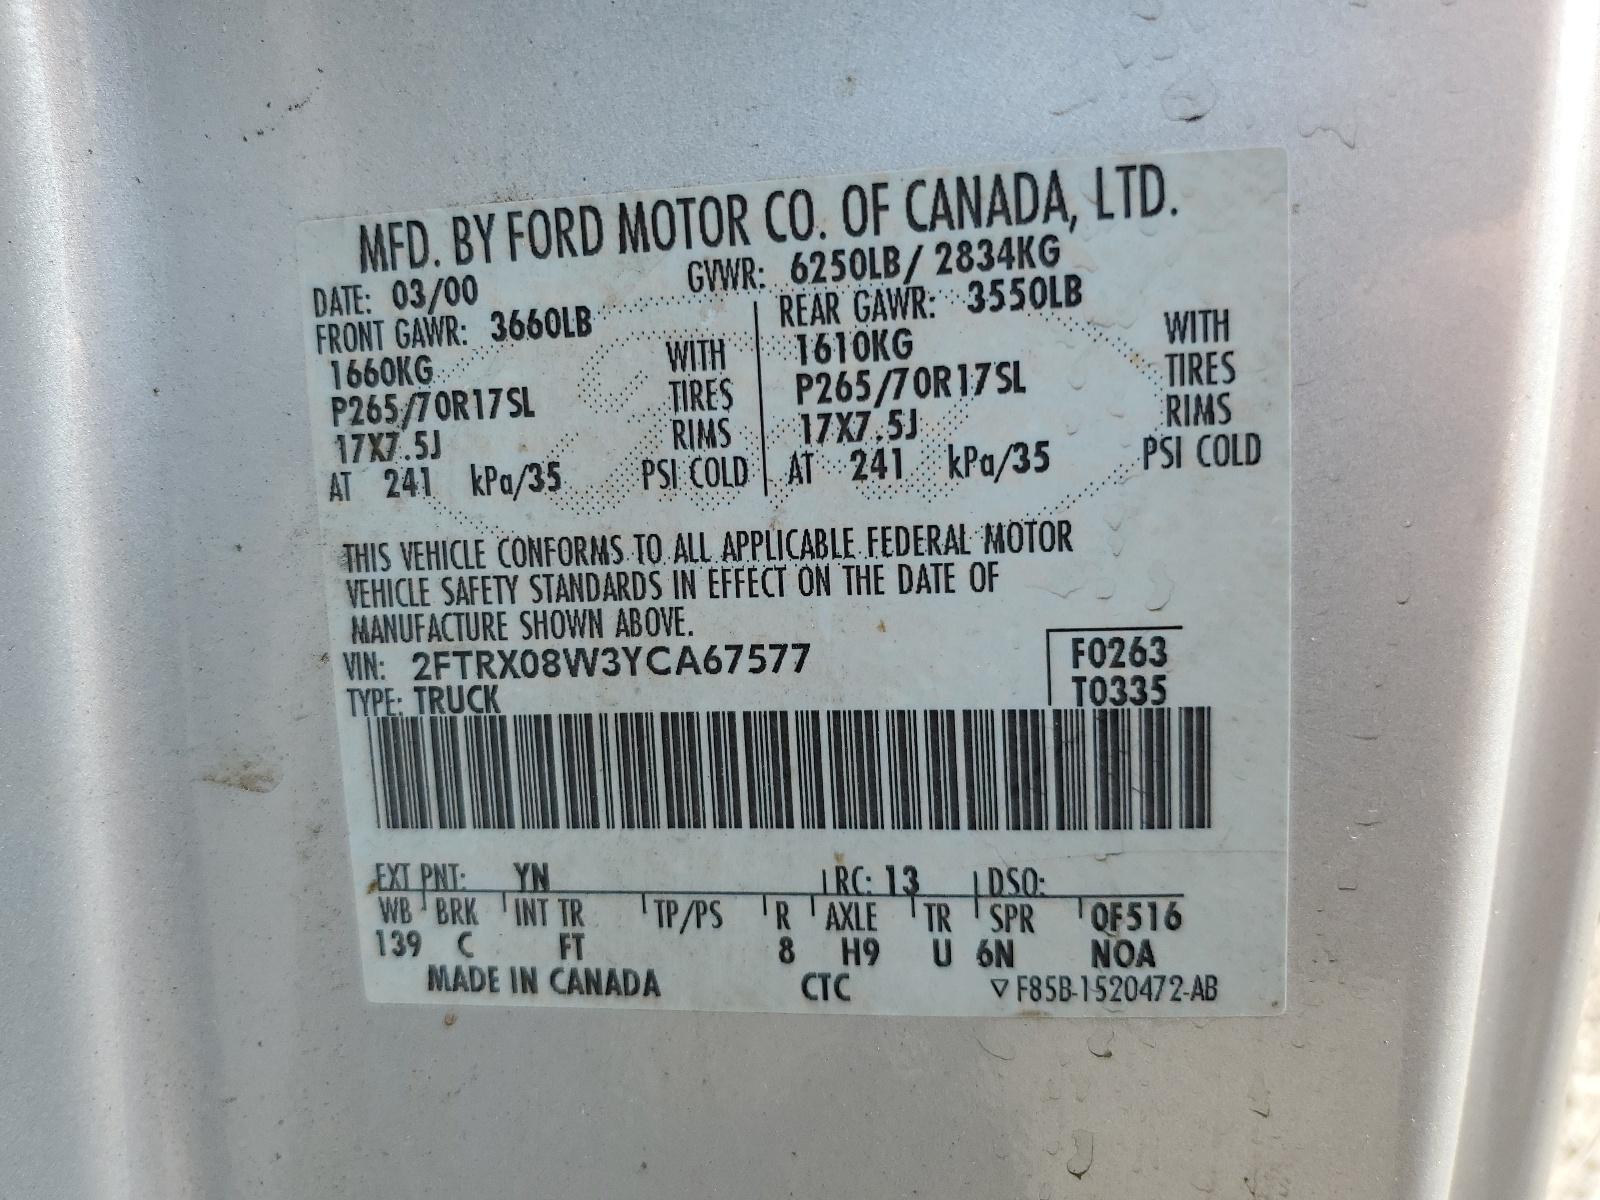 MFD. BY FORD MOTOR CO. OF CANADA, LTD.
DATE: 03/00 GVWR: 6250LB/ 2834KG
FRONT GAWR: 3660LB REAR GAWR: 3550LB
1660KG WITH 1610KG WITH
P265/70R17SL TIRES P265/70R17SL TIRES
17X7.5J RIMS 17X7.5J RIMS
AT 241 kPa/35 PSI COLD AT 241 kPa/35 PSI COLD
THIS VEHICLE CONFORMS TO ALL APPLICABLE FEDERAL MOTOR
VEHICLE SAFETY STANDARDS IN EFFECT ON THE DATE OF
MANUFACTURE SHOWN ABOVE.
VIN: 2FTRX08W3YCA67577 F0263
TYPE: TRUCK T0335
EXT PNT: YN RC: 13 DSO:
WB BRK INT TR TP/PS R AXLE TR SPR QF516
139 C FT 8 H9 U 6N NOA
MADE IN CANADA CTC ▽ F85B-1520472-AB